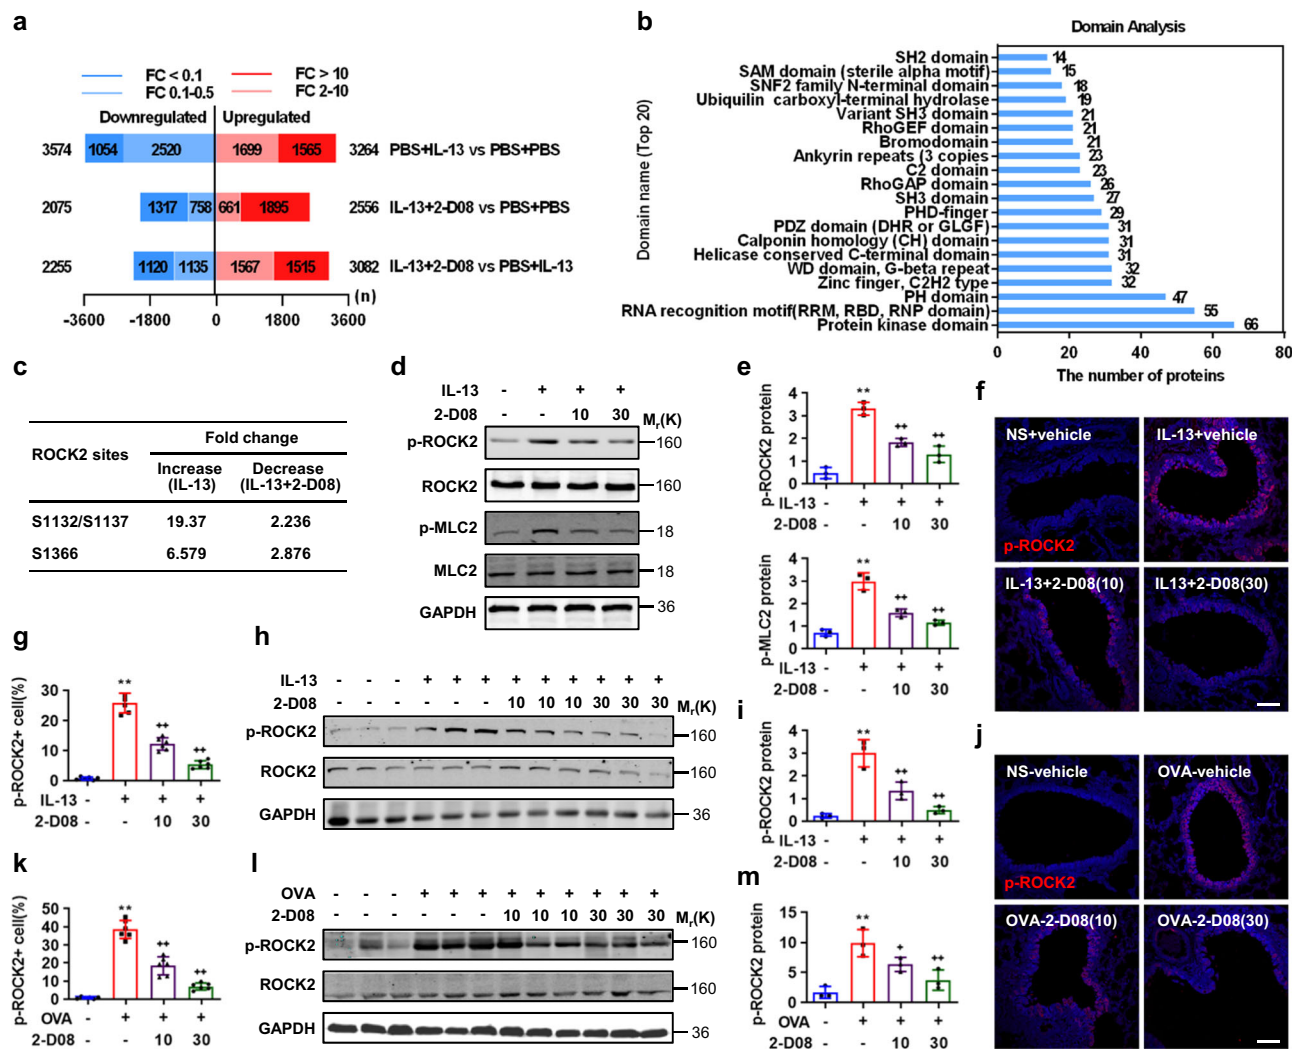 a
FC < 0.1 FC > 10
FC 0.1-0.5 FC 2-10
Downregulated Upregulated
3574 1054 2520 1699 1565 3264 PBS+IL-13 vs PBS+PBS
2075 1317 758 661 1895 2556 IL-13+2-D08 vs PBS+PBS
2255 1120 1135 1567 1515 3082 IL-13+2-D08 vs PBS+IL-13
(n)
-3600 -1800 0 1800 3600
b
Domain Analysis
Domain name (Top 20)
SH2 domain 14
SAM domain (sterile alpha motif) 15
SNF2 family N-terminal domain 18
Ubiquilin carboxyl-terminal hydrolase 19
Variant SH3 domain 21
RhoGEF domain 21
Bromodomain 21
Ankyrin repeats (3 copies 23
C2 domain 23
RhoGAP domain 26
SH3 domain 27
PHD-finger 29
PDZ domain (DHR or GLGF) 31
Calponin homology (CH) domain 31
Helicase conserved C-terminal domain 31
WD domain, G-beta repeat 32
Zinc finger, C2H2 type 32
PH domain 47
RNA recognition motif(RRM, RBD, RNP domain) 55
Protein kinase domain 66
0 20 40 60 80
The number of proteins
c
ROCK2 sites
Fold change
Increase (IL-13)
Decrease (IL-13+2-D08)
S1132/S1137 19.37 2.236
S1366 6.579 2.876
d
IL-13 - + + +
2-D08 - - 10 30
Mr(K)
p-ROCK2 160
ROCK2 160
p-MLC2 18
MLC2 18
GAPDH 36
e
p-ROCK2 protein
4
3
2
1
0
** ++ ++
IL-13 - + + +
2-D08 - - 10 30
p-MLC2 protein
4
3
2
1
0
** ++ ++
IL-13 - + + +
2-D08 - - 10 30
f
NS+vehicle
p-ROCK2
IL-13+vehicle
IL-13+2-D08(10)
IL13+2-D08(30)
g
p-ROCK2+ cell(%)
30
20
10
0
** ++ ++
IL-13 - + + +
2-D08 - - 10 30
h
IL-13 - - - + + + + + + + + +
2-D08 - - - - - - 10 10 10 30 30 30
Mr(K)
p-ROCK2 160
ROCK2 160
GAPDH 36
i
p-ROCK2 protein
4
3
2
1
0
** ++ ++
IL-13 - + + +
2-D08 - - 10 30
j
NS-vehicle
p-ROCK2
OVA-vehicle
OVA-2-D08(10)
OVA-2-D08(30)
k
p-ROCK2+ cell(%)
50
40
30
20
10
0
** ++ ++
OVA - + + +
2-D08 - - 10 30
l
OVA - - - + + + + + + + + +
2-D08 - - - - - - 10 10 10 30 30 30
Mr(K)
p-ROCK2 160
ROCK2 160
GAPDH 36
m
p-ROCK2 protein
15
10
5
0
** + ++
OVA - + + +
2-D08 - - 10 30